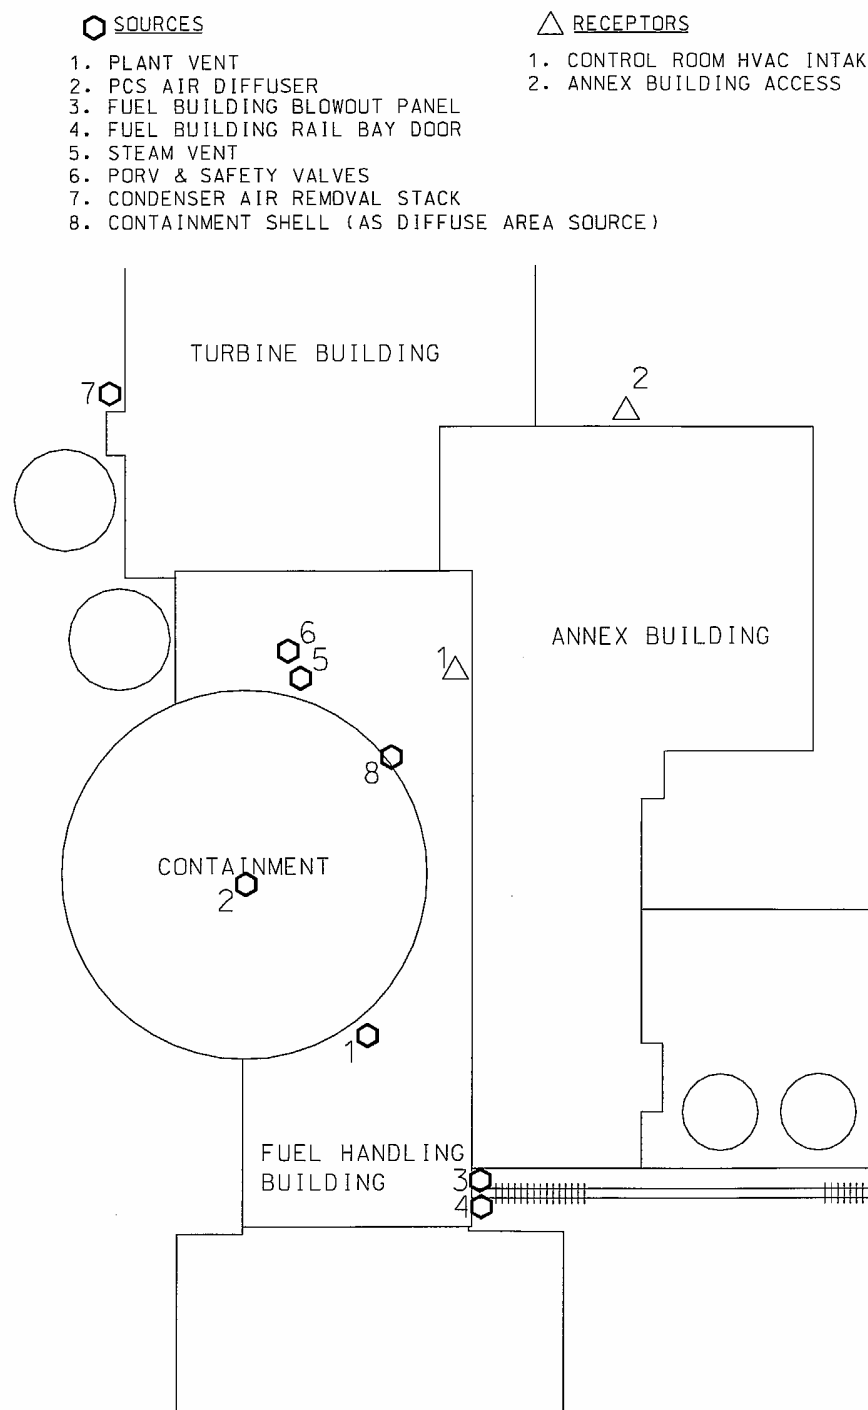 SOURCES
1. PLANT VENT
2. PCS AIR DIFFUSER
3. FUEL BUILDING BLOWOUT PANEL
4. FUEL BUILDING RAIL BAY DOOR
5. STEAM VENT
6. PORV & SAFETY VALVES
7. CONDENSER AIR REMOVAL STACK
8. CONTAINMENT SHELL (AS DIFFUSE AREA SOURCE)
RECEPTORS
1. CONTROL ROOM HVAC INTAK
2. ANNEX BUILDING ACCESS
TURBINE BUILDING
7
2
6
5
1
ANNEX BUILDING
8
CONTAINMENT
2
1
FUEL HANDLING
BUILDING
3
4